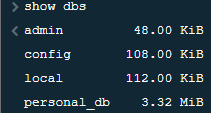 > show dbs
< admin 48.00 KiB
config 108.00 KiB
local 112.00 KiB
personal_db 3.32 MiB